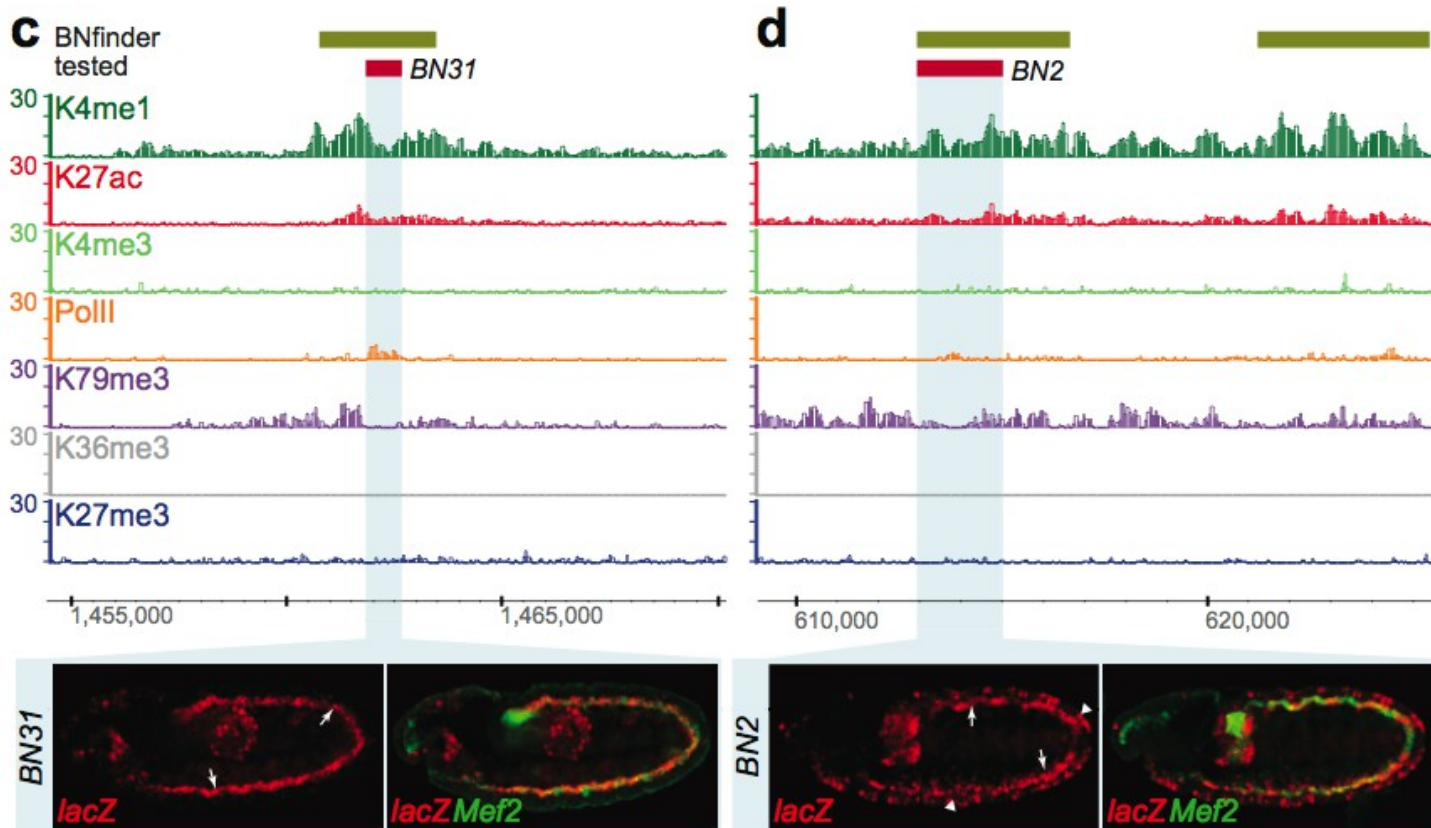 c
BNfinder
tested
BN31
30
K4me1
30
K27ac
30
K4me3
30
PolII
30
K79me3
30
K36me3
30
K27me3
1,455,000
1,465,000
BN31
lacZ
lacZ Mef2
d
BN2
610,000
620,000
BN2
lacZ
lacZ Mef2